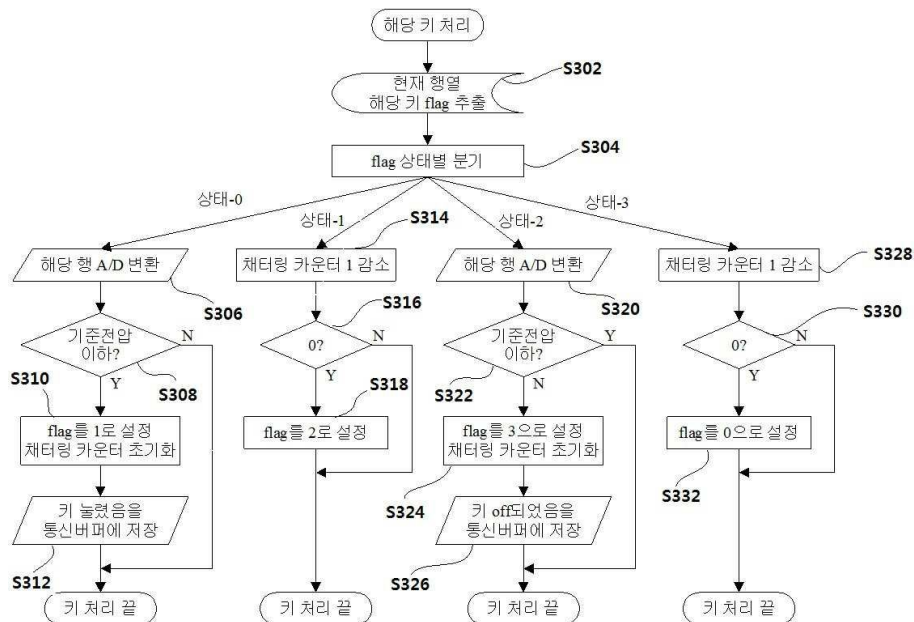 해당 키 처리
S302
현재 행열
해당 키 flag 추출
S304
flag 상태별 분기
상태-0
상태-1
상태-2
상태-3
S314
해당 행 A/D 변환
채터링 카운터 1 감소
해당 행 A/D 변환
채터링 카운터 1 감소
S328
S306
S316
S320
S330
기준전압
이하?
N
Y
S308
0?
N
Y
기준전압
이하?
Y
N
S322
0?
N
Y
S310
S318
flag를 1로 설정
채터링 카운터 초기화
flag를 2로 설정
flag를 3으로 설정
채터링 카운터 초기화
flag를 0으로 설정
S324
S332
키 눌렸음을
통신버퍼에 저장
키 off되었음을
통신버퍼에 저장
S312
S326
키 처리 끝
키 처리 끝
키 처리 끝
키 처리 끝